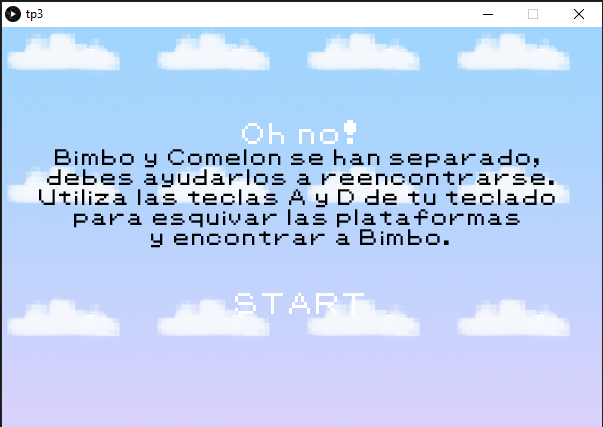 tp3
Oh no!
Bimbo y Comelon se han separado,
debes ayudarlos a reencontrarse.
Utiliza las teclas A y D de tu teclado
para esquivar las plataformas
y encontrar a Bimbo.
START